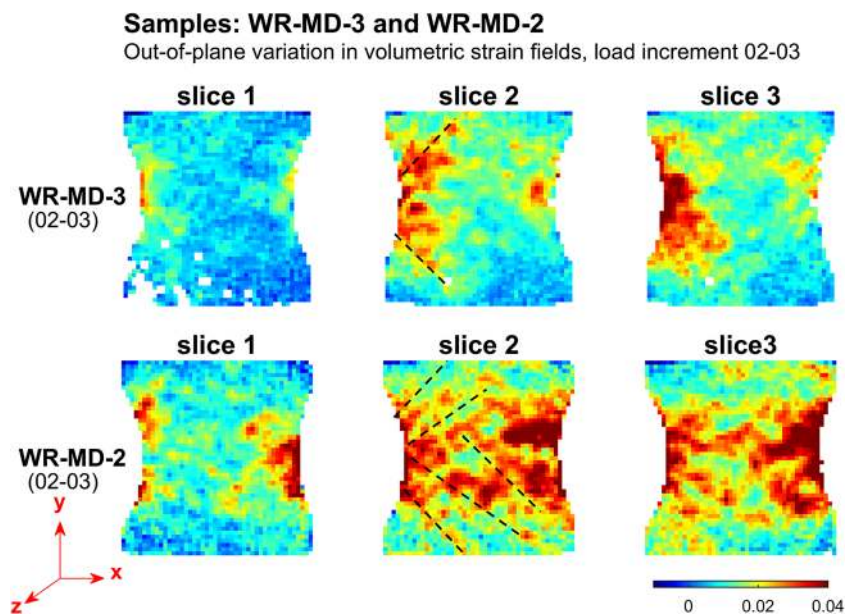 Samples: WR-MD-3 and WR-MD-2
Out-of-plane variation in volumetric strain fields, load increment 02-03
slice 1 slice 2 slice 3
WR-MD-3
(02-03)
slice 1 slice 2 slice3
WR-MD-2
(02-03)
y
x
z
0 0.02 0.04